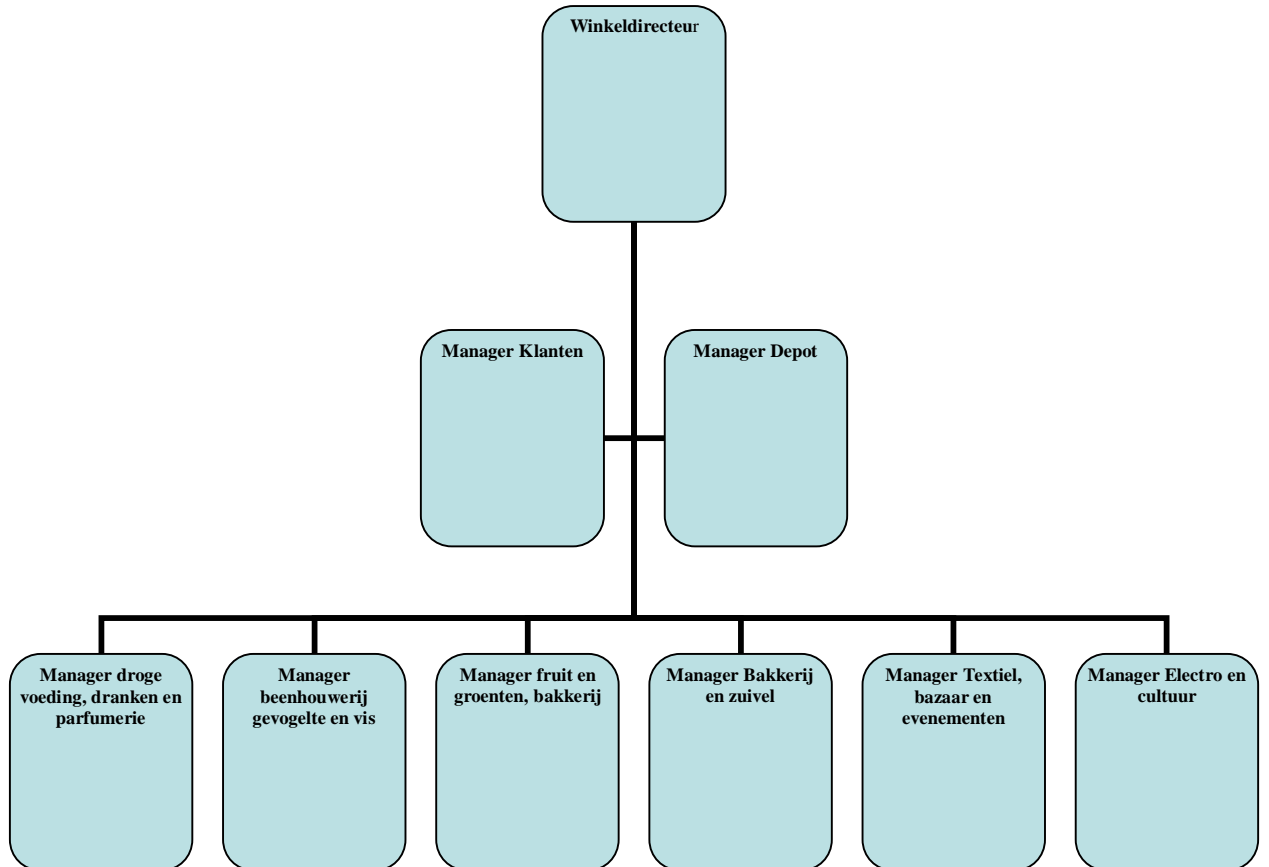 Winkeldirecteur
Manager Klanten
Manager Depot
Manager droge
voeding, dranken en
parfumerie
Manager
beenhouwerij
gevogelte en vis
Manager fruit en
groenten, bakkerij
Manager Bakkerij
en zuivel
Manager Textiel,
bazaar en
evenementen
Manager Electro en
cultuur